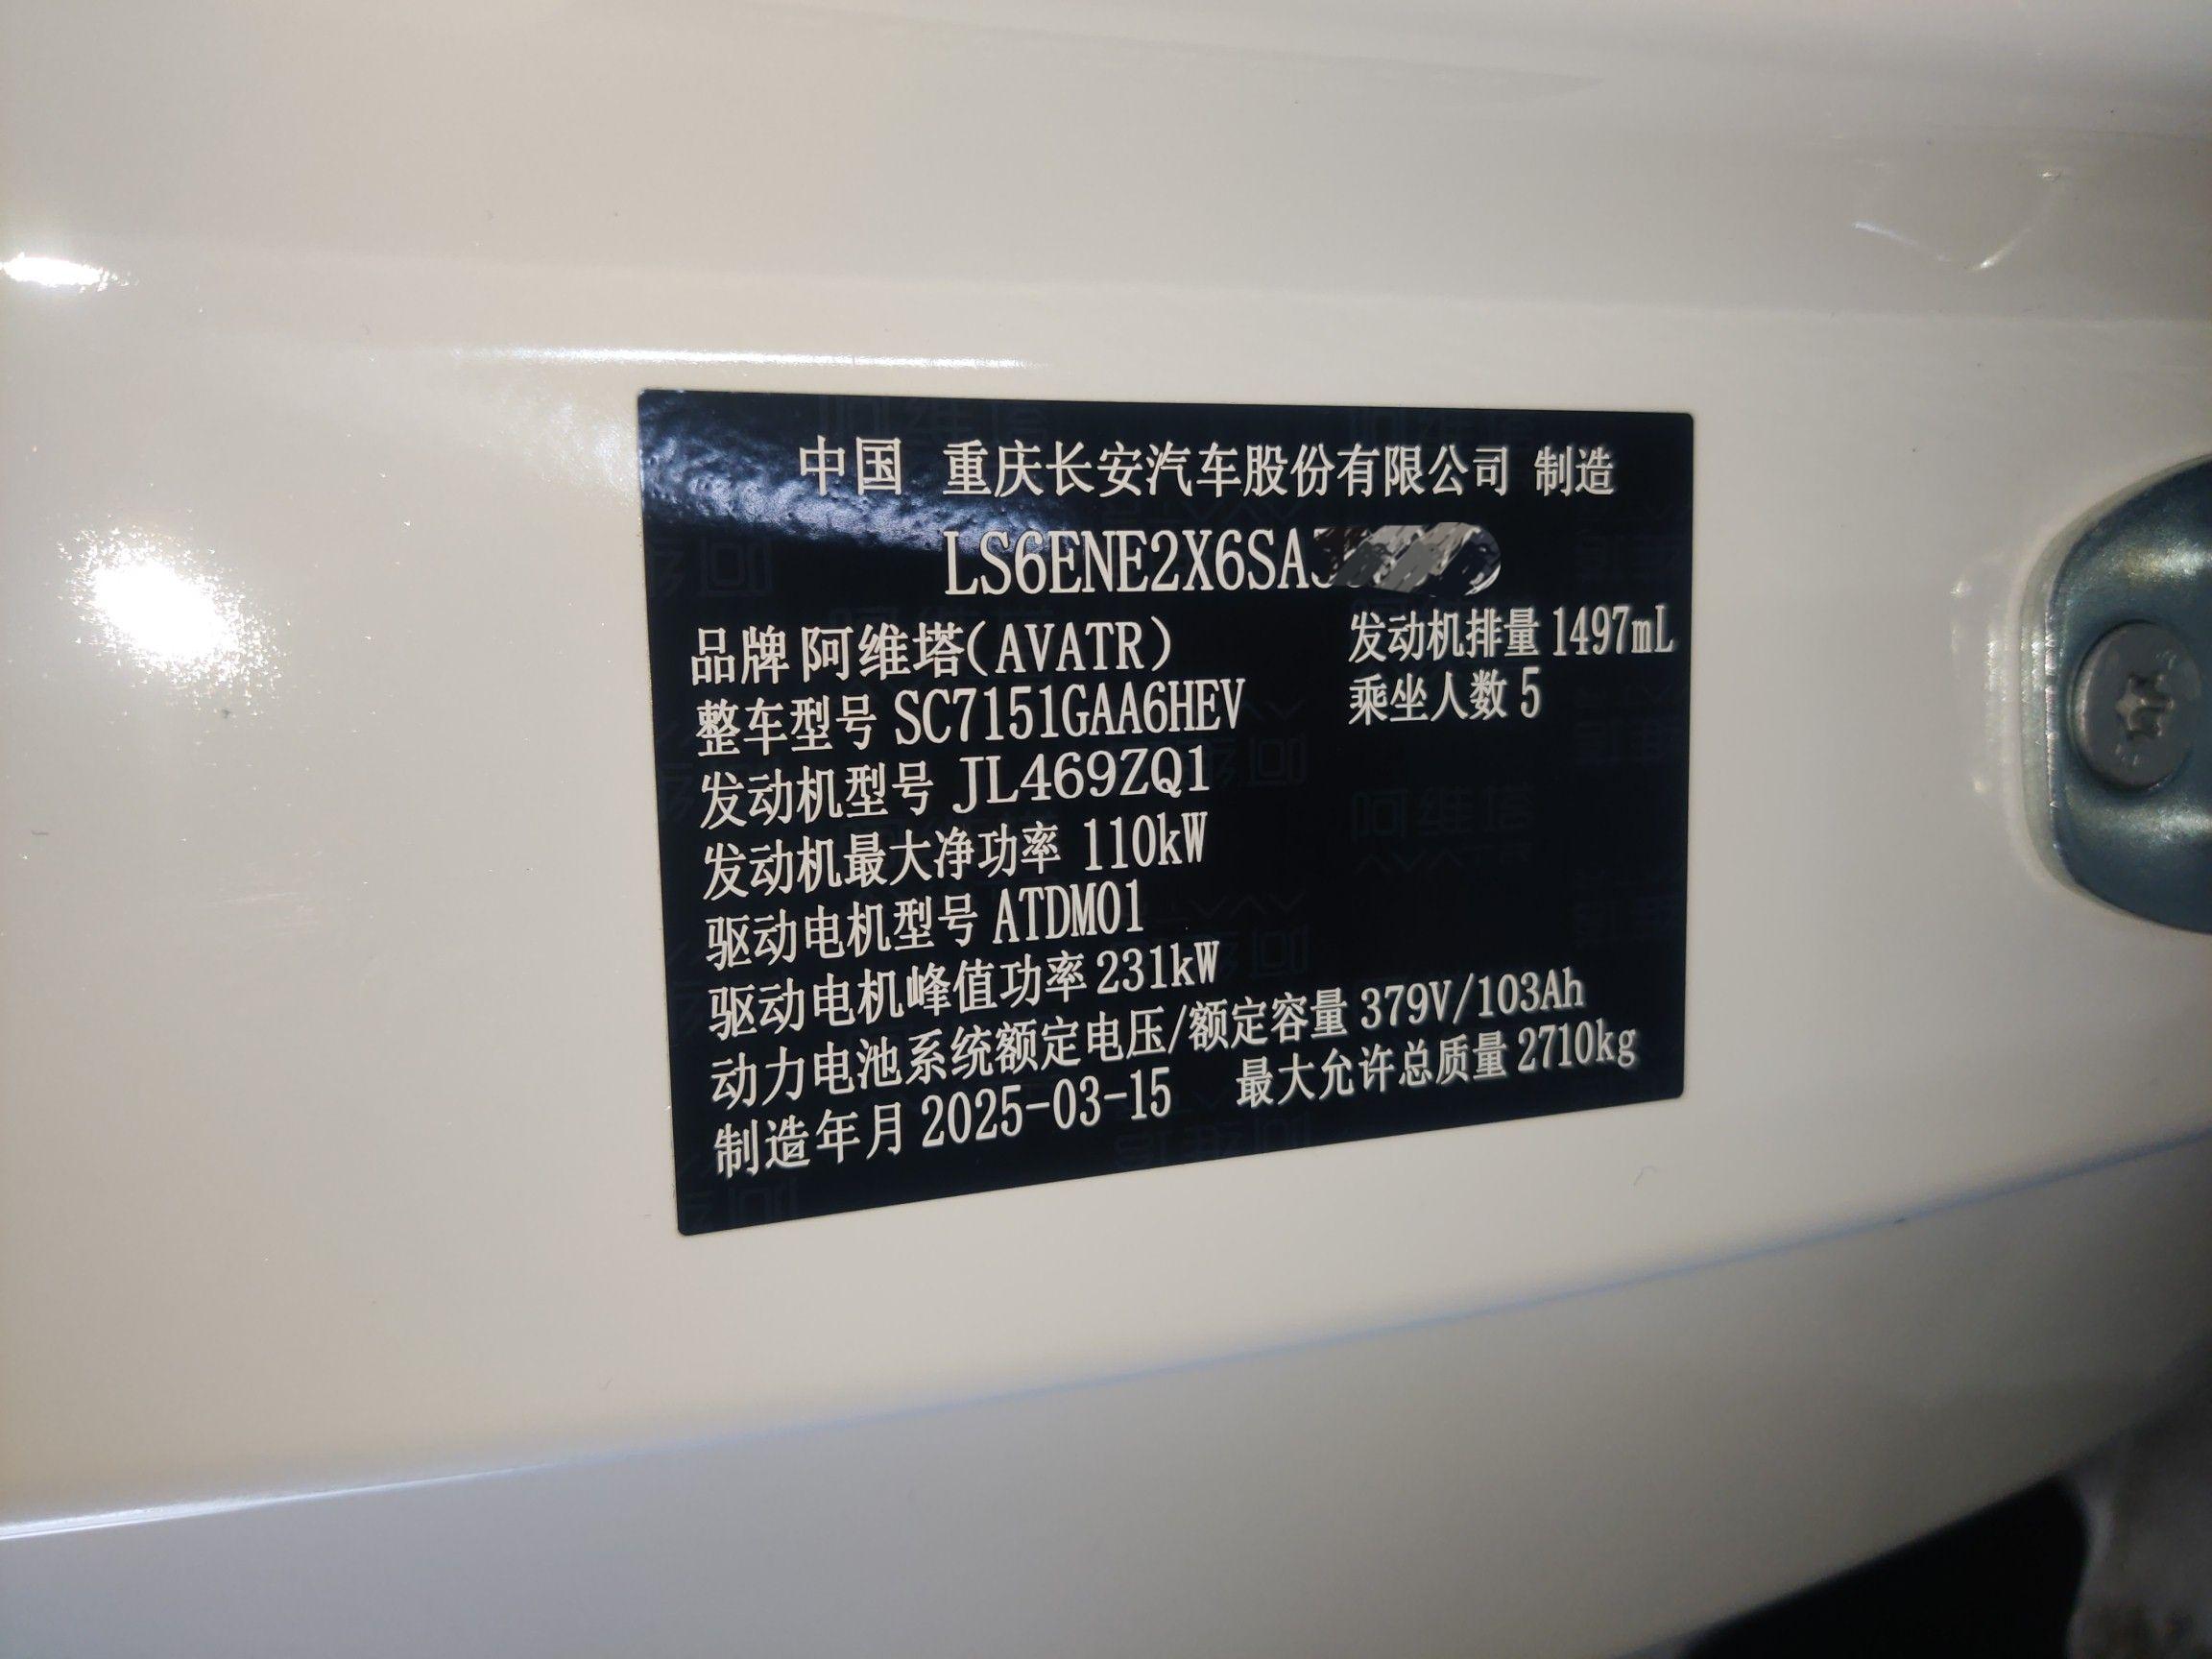 中国 重庆长安汽车股份有限公司 制造
LS6ENE2X6SA
品牌 阿维塔(AVATR) 发动机排量 1497mL
整车型号 SC7151GAA6HEV 乘坐人数 5
发动机型号 JL469ZQ1
发动机最大净功率 110kW
驱动电机型号 ATDM01
驱动电机峰值功率 231kW
动力电池系统额定电压/额定容量 379V/103Ah
制造年月 2025-03-15 最大允许总质量 2710kg